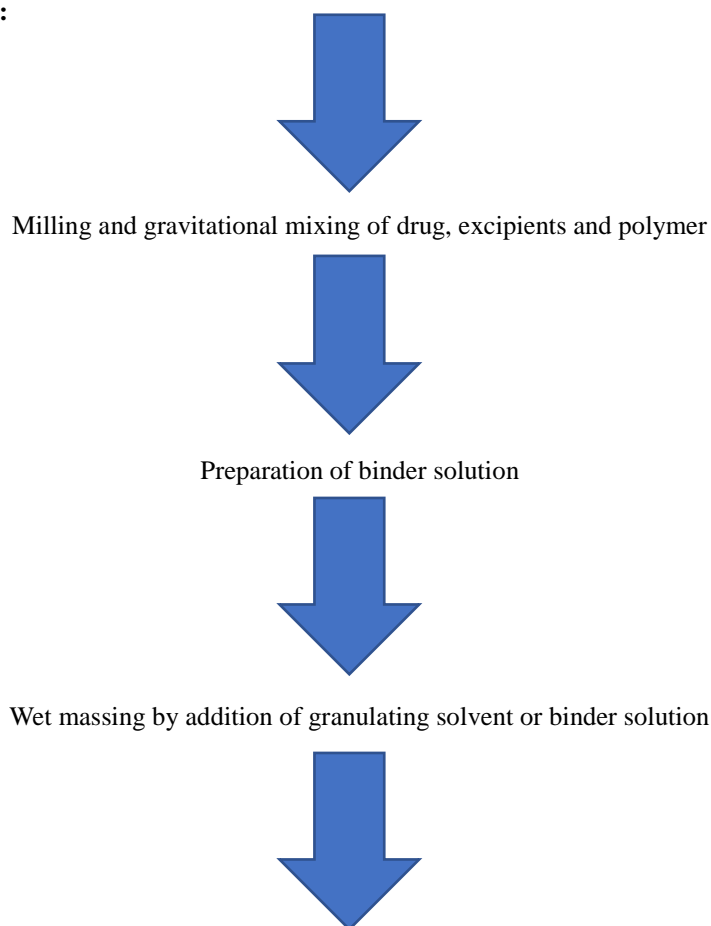 :
Milling and gravitational mixing of drug, excipients and polymer
Preparation of binder solution
Wet massing by addition of granulating solvent or binder solution